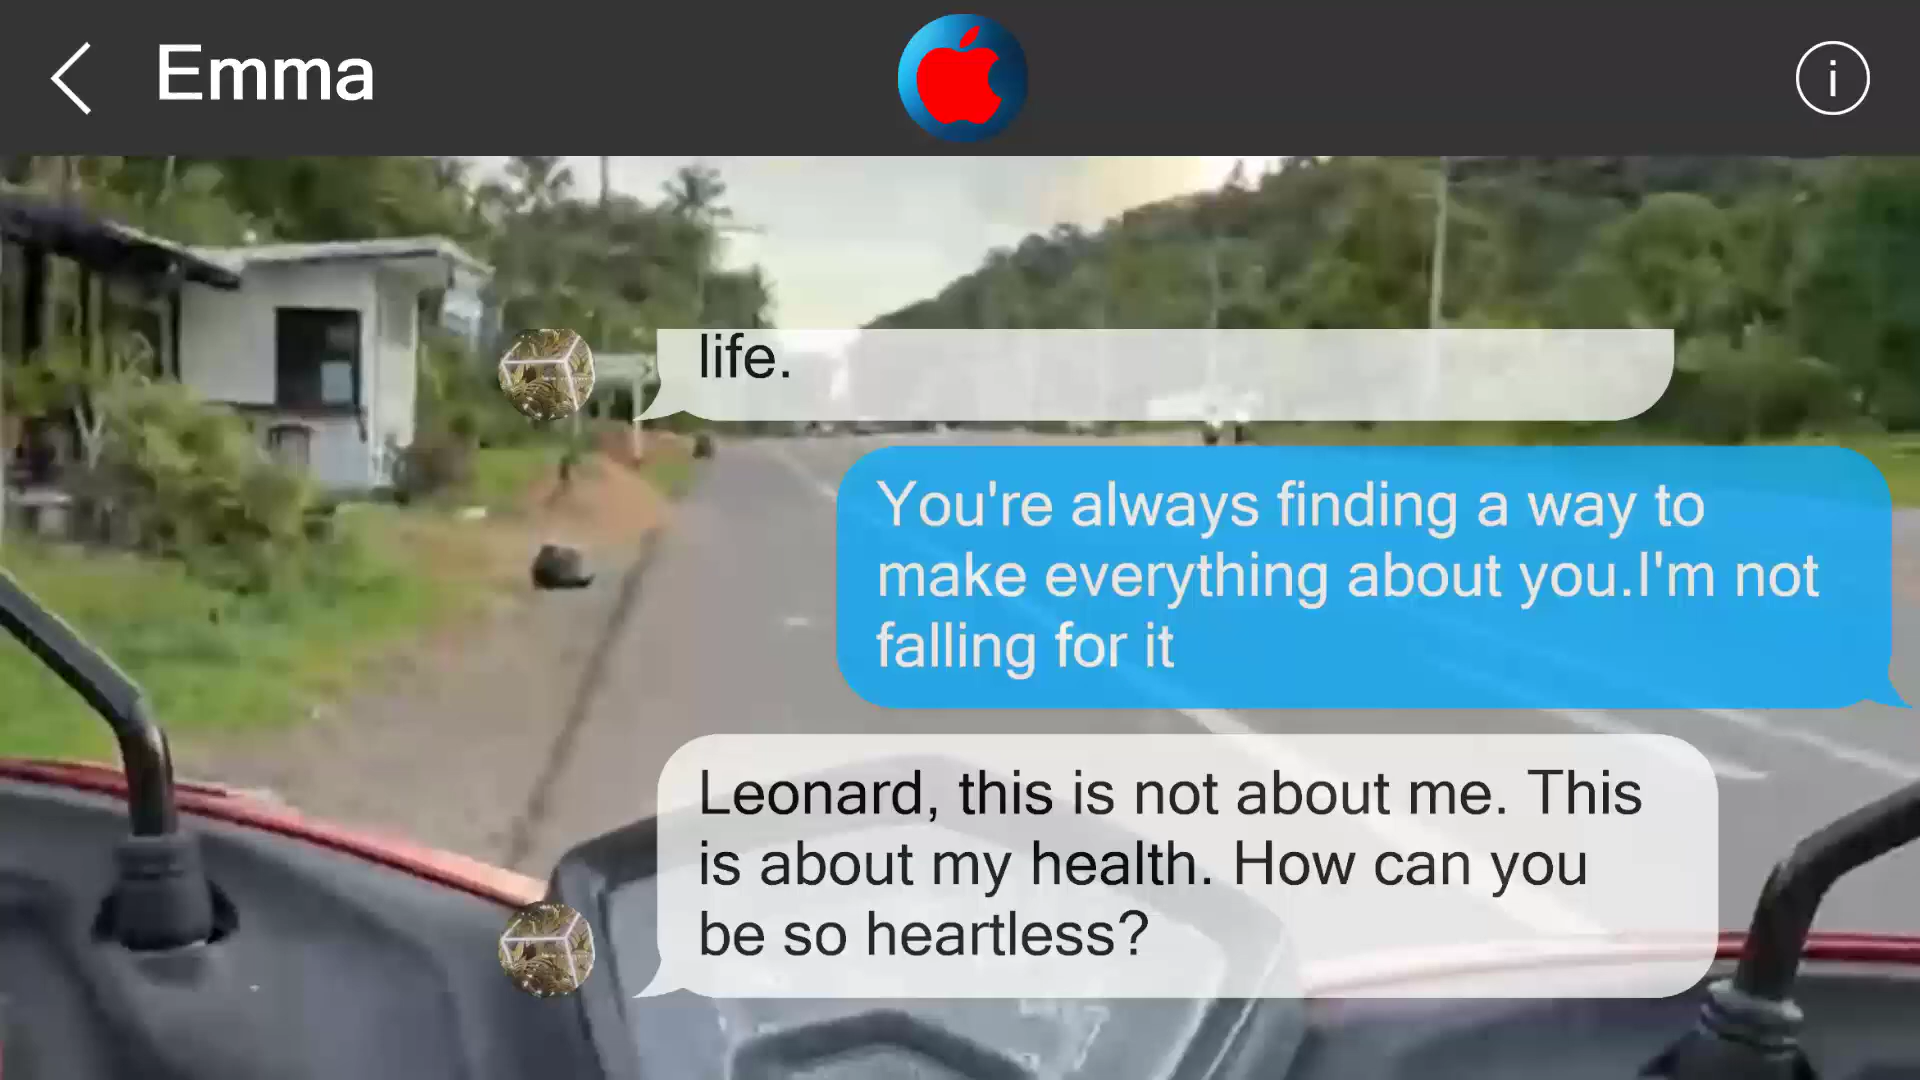 Emma
i
life.
You're always finding a way to
make everything about you.I'm not
falling for it
Leonard, this is not about me. This
is about my health. How can you
be so heartless?